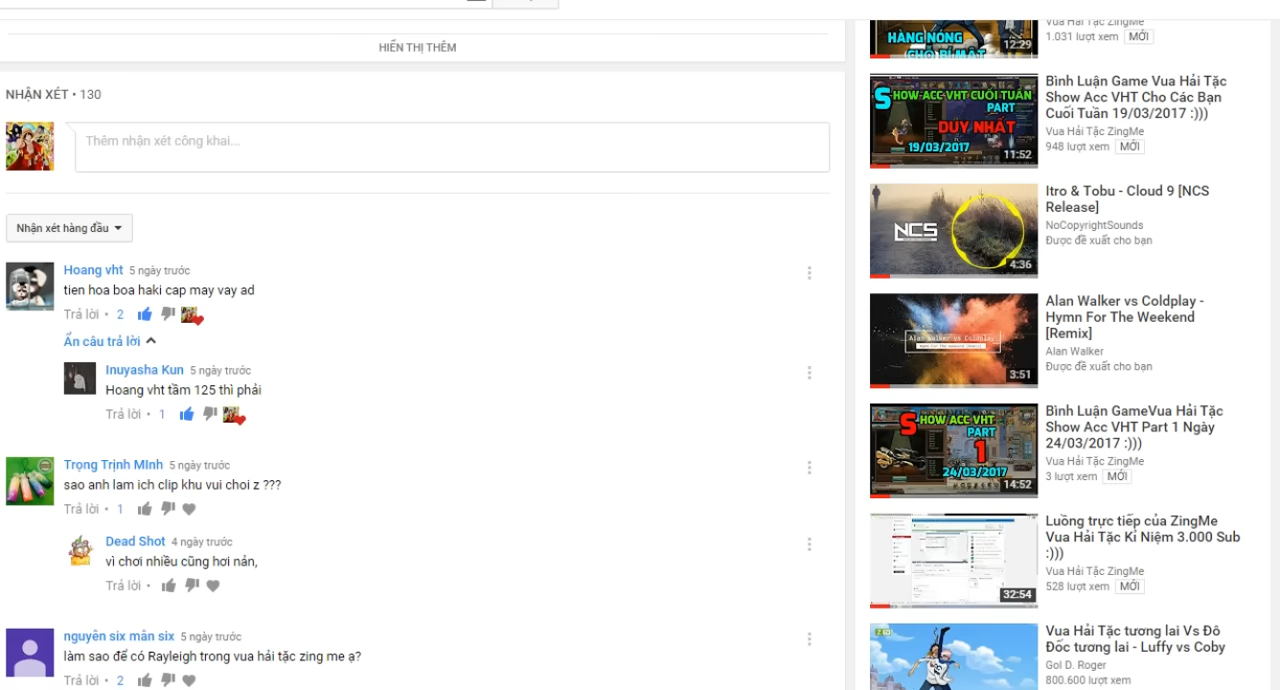 HIỂN THỊ THÊM
NHẬN XÉT • 130
Thêm nhận xét công khai...
Nhận xét hàng đầu
Hoang vht 5 ngày trước
tien hoa boa haki cap may vay ad
Trả lời • 2
Ẩn câu trả lời
Inuyasha Kun 5 ngày trước
Hoang vht tầm 125 thì phải
Trả lời • 1
Trọng Trịnh MInh 5 ngày trước
sao anh lam ich clip khu vui choi z ???
Trả lời • 1
Dead Shot 4 ngày trước
vì chơi nhiều cũng hơi nản,
Trả lời •
nguyên six mân six 5 ngày trước
làm sao để có Rayleigh trong vua hải tặc zing me ạ?
Trả lời • 2
HÀNG NÓNG
CHO BÍ MẬT
12:29
Vua Hải Tặc ZingMe
1.031 lượt xem MỚI
SHOW ACC VHT CUỐI TUẦN
PART
DUY NHẤT
19/03/2017
11:52
Bình Luận Game Vua Hải Tặc
Show Acc VHT Cho Các Bạn
Cuối Tuần 19/03/2017 :)))
Vua Hải Tặc ZingMe
948 lượt xem MỚI
NCS
4:36
Itro & Tobu - Cloud 9 [NCS
Release]
NoCopyrightSounds
Được đề xuất cho bạn
Alan Walker vs Coldplay
Hymn For The Weekend
3:51
Alan Walker vs Coldplay -
Hymn For The Weekend
[Remix]
Alan Walker
Được đề xuất cho bạn
SHOW ACC VHT
PART
1
24/03/2017
14:52
Bình Luận GameVua Hải Tặc
Show Acc VHT Part 1 Ngày
24/03/2017 :)))
Vua Hải Tặc ZingMe
3 lượt xem MỚI
32:54
Luồng trực tiếp của ZingMe
Vua Hải Tặc Kỉ Niệm 3.000 Sub
:)))
Vua Hải Tặc ZingMe
528 lượt xem MỚI
Vua Hải Tặc tương lai Vs Đô
Đốc tương lai - Luffy vs Coby
Gol D. Roger
800.600 lượt xem